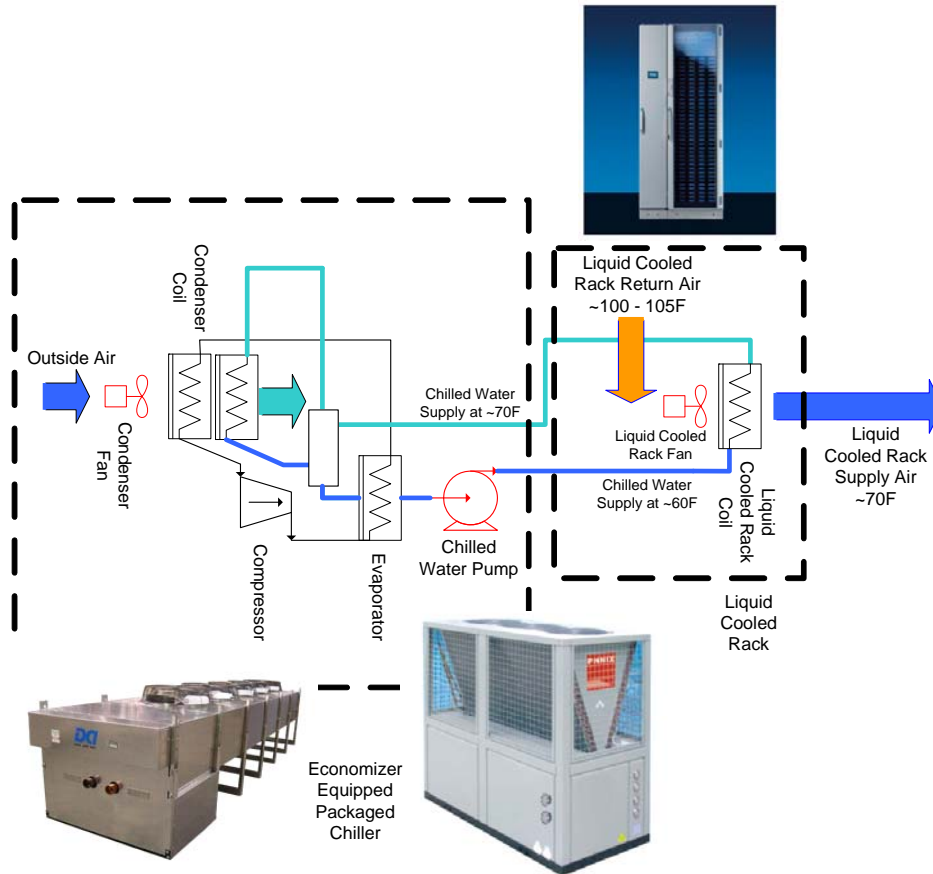 Liquid Cooled
Rack Return Air
~100 - 105F
Condenser
Coil
Outside Air
Condenser
Fan
Chilled Water
Supply at ~70F
Liquid Cooled
Rack Fan
Chilled Water
Supply at ~60F
Liquid
Cooled Rack
Coil
Liquid
Cooled Rack
Supply Air
~70F
Compressor
Evaporator
Chilled
Water Pump
Liquid
Cooled
Rack
Economizer
Equipped
Packaged
Chiller
PHNIX